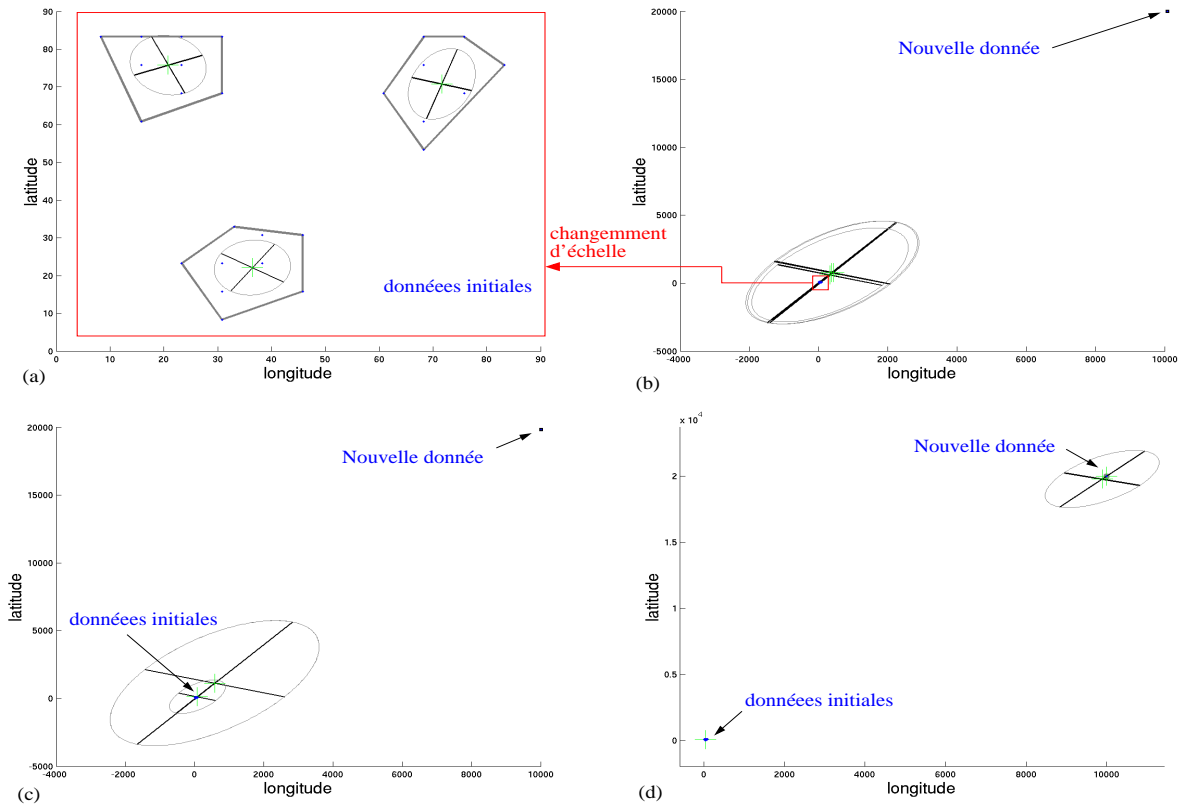 90
80
70
60
50
40
30
20
10
0
latitude
donnéees initiales
0 10 20 30 40 50 60 70 80 90
longitude
(a)
changemment
d'échelle
20000
15000
10000
5000
0
-5000
latitude
Nouvelle donnée
-4000 -2000 0 2000 4000 6000 8000 10000
longitude
(b)
20000
15000
10000
5000
0
-5000
latitude
Nouvelle donnée
donnéees initiales
-4000 -2000 0 2000 4000 6000 8000 10000
longitude
(c)
x 10^4
2
1.5
1
0.5
0
latitude
Nouvelle donnée
donnéees initiales
0 2000 4000 6000 8000 10000
longitude
(d)